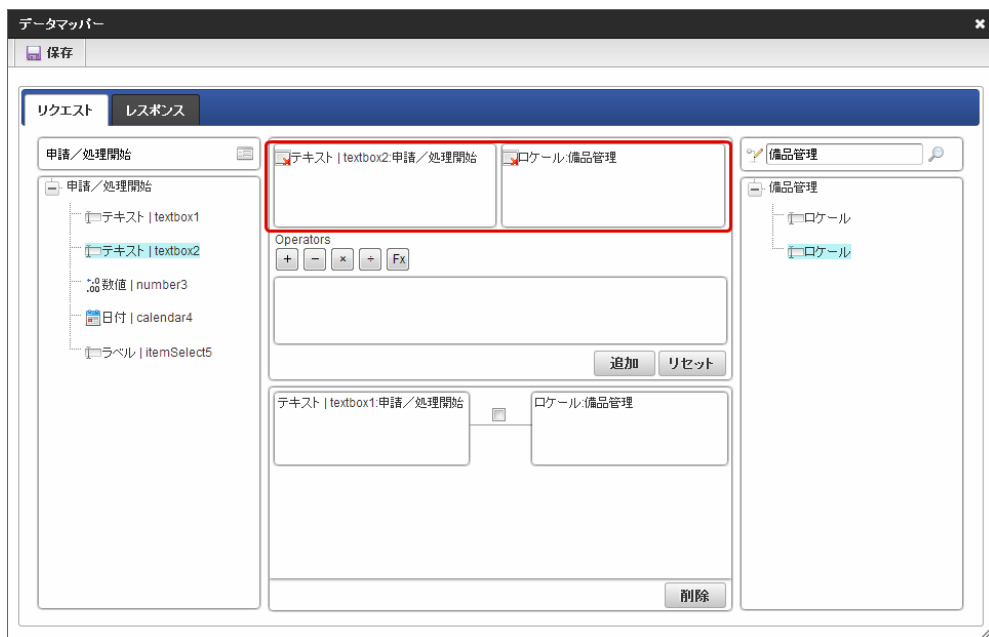 データマッパー
保存
リクエスト
レスポンス
申請／処理開始
申請／処理開始
テキスト | textbox1
テキスト | textbox2
数値 | number3
日付 | calendar4
ラベル | itemSelect5
テキスト | textbox2:申請／処理開始
ロケール:備品管理
Operators
+ − × ÷ Fx
追加
リセット
テキスト | textbox1:申請／処理開始
ロケール:備品管理
削除
備品管理
備品管理
ロケール
ロケール